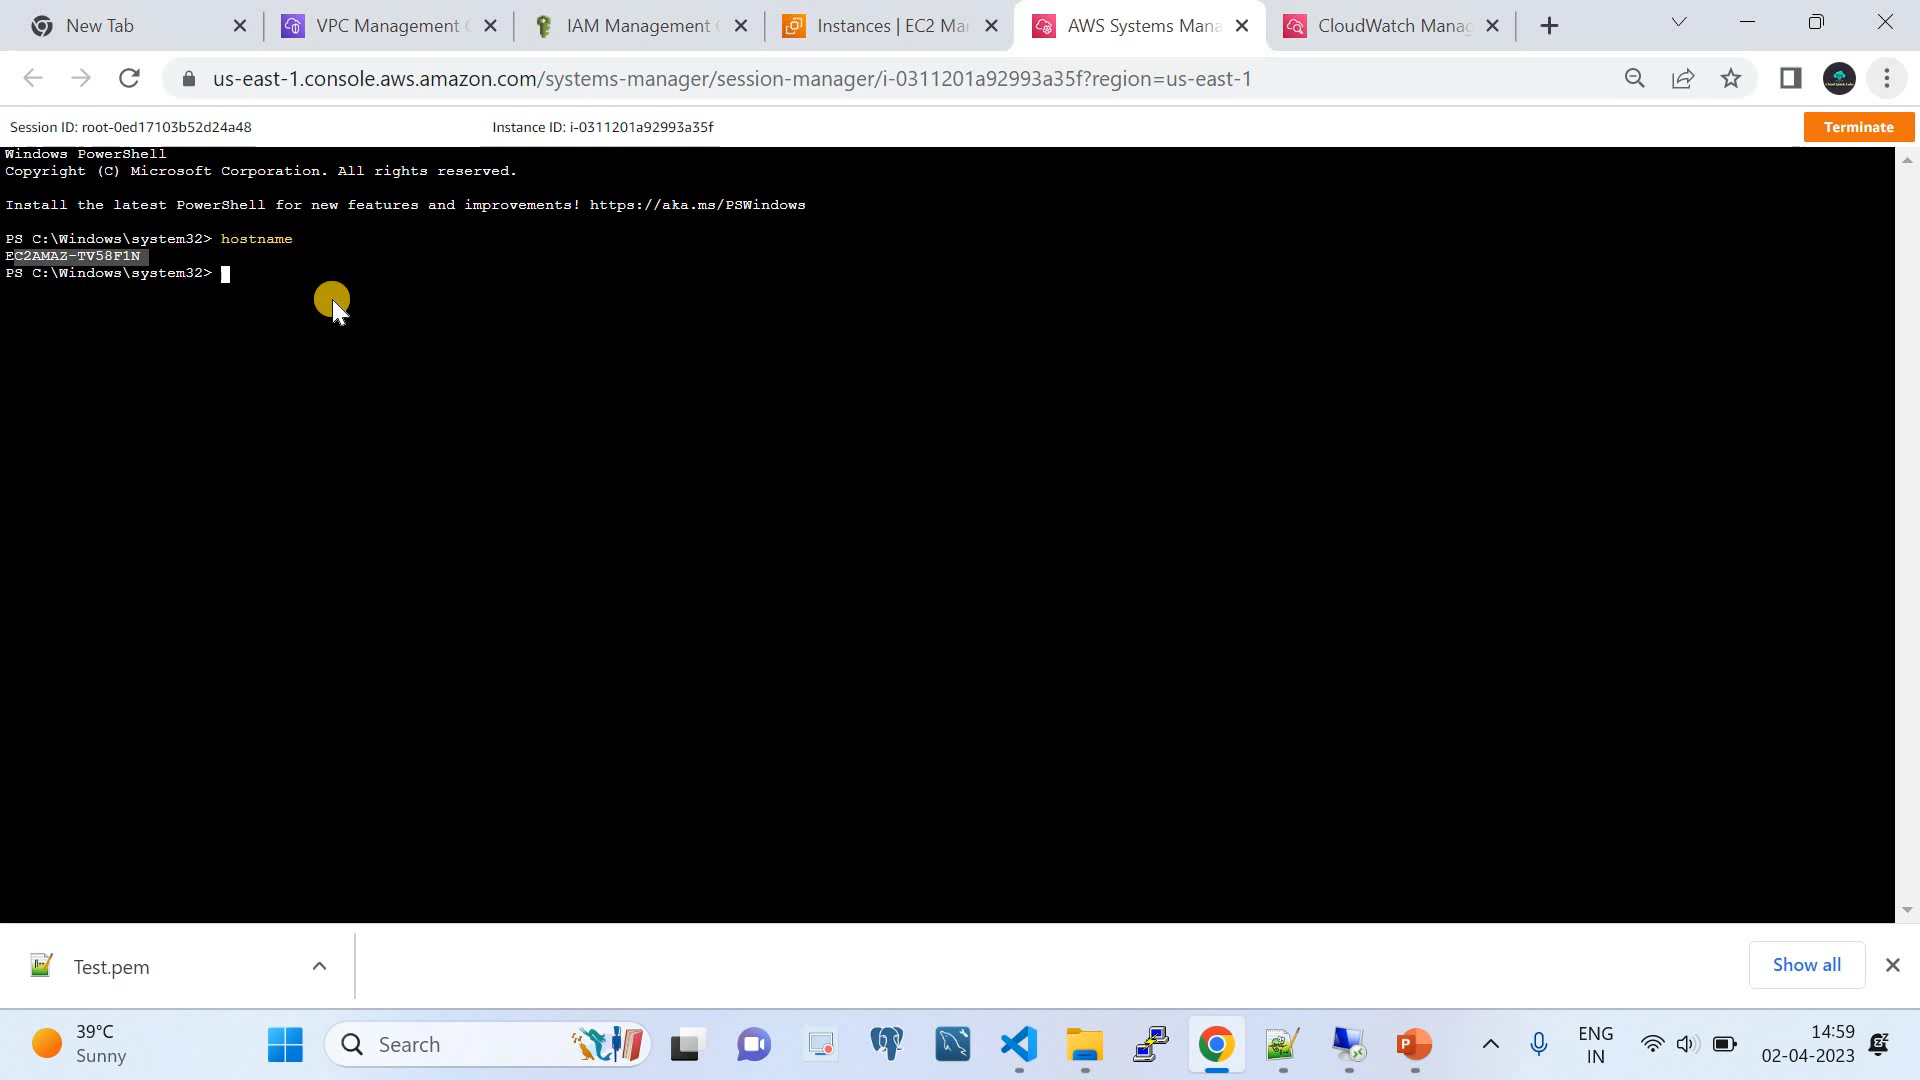 New Tab
VPC Management
IAM Management
Instances | EC2 Ma
AWS Systems Mana
CloudWatch Manag
us-east-1.console.aws.amazon.com/systems-manager/session-manager/i-0311201a92993a35f?region=us-east-1
Session ID: root-0ed17103b52d24a48
Instance ID: i-0311201a92993a35f
Terminate
Windows PowerShell
Copyright (C) Microsoft Corporation. All rights reserved.
Install the latest PowerShell for new features and improvements! https://aka.ms/PSWindows
PS C:\Windows\system32> hostname
EC2AMAZ-TV58F1N
PS C:\Windows\system32>
Test.pem
Show all
39°C
Sunny
Search
ENG
IN
14:59
02-04-2023